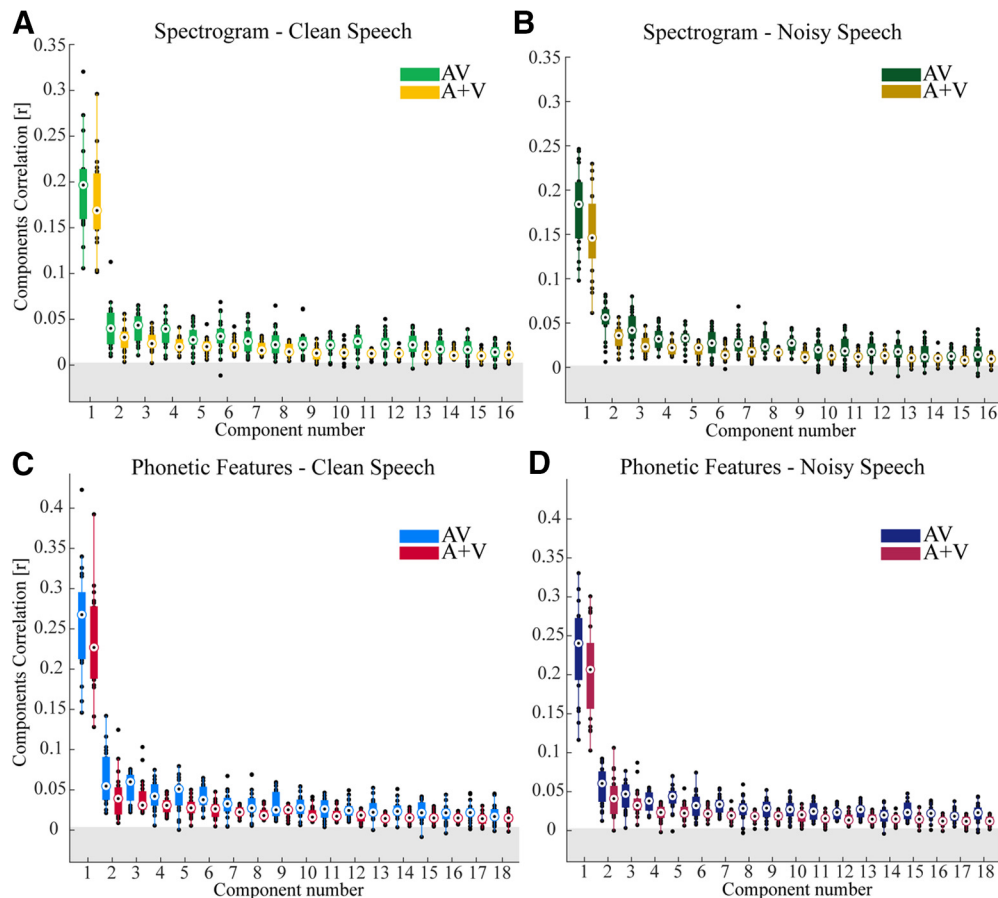 A
Spectrogram - Clean Speech
0.35
0.3
0.25
0.2
0.15
0.1
0.05
0
Components Correlation [r]
AV
A+V
1 2 3 4 5 6 7 8 9 10 11 12 13 14 15 16
Component number
B
Spectrogram - Noisy Speech
0.35
0.3
0.25
0.2
0.15
0.1
0.05
0
AV
A+V
1 2 3 4 5 6 7 8 9 10 11 12 13 14 15 16
Component number
C
Phonetic Features - Clean Speech
0.4
0.35
0.3
0.25
0.2
0.15
0.1
0.05
0
Components Correlation [r]
AV
A+V
1 2 3 4 5 6 7 8 9 10 11 12 13 14 15 16 17 18
Component number
D
Phonetic Features - Noisy Speech
0.4
0.35
0.3
0.25
0.2
0.15
0.1
0.05
0
AV
A+V
1 2 3 4 5 6 7 8 9 10 11 12 13 14 15 16 17 18
Component number